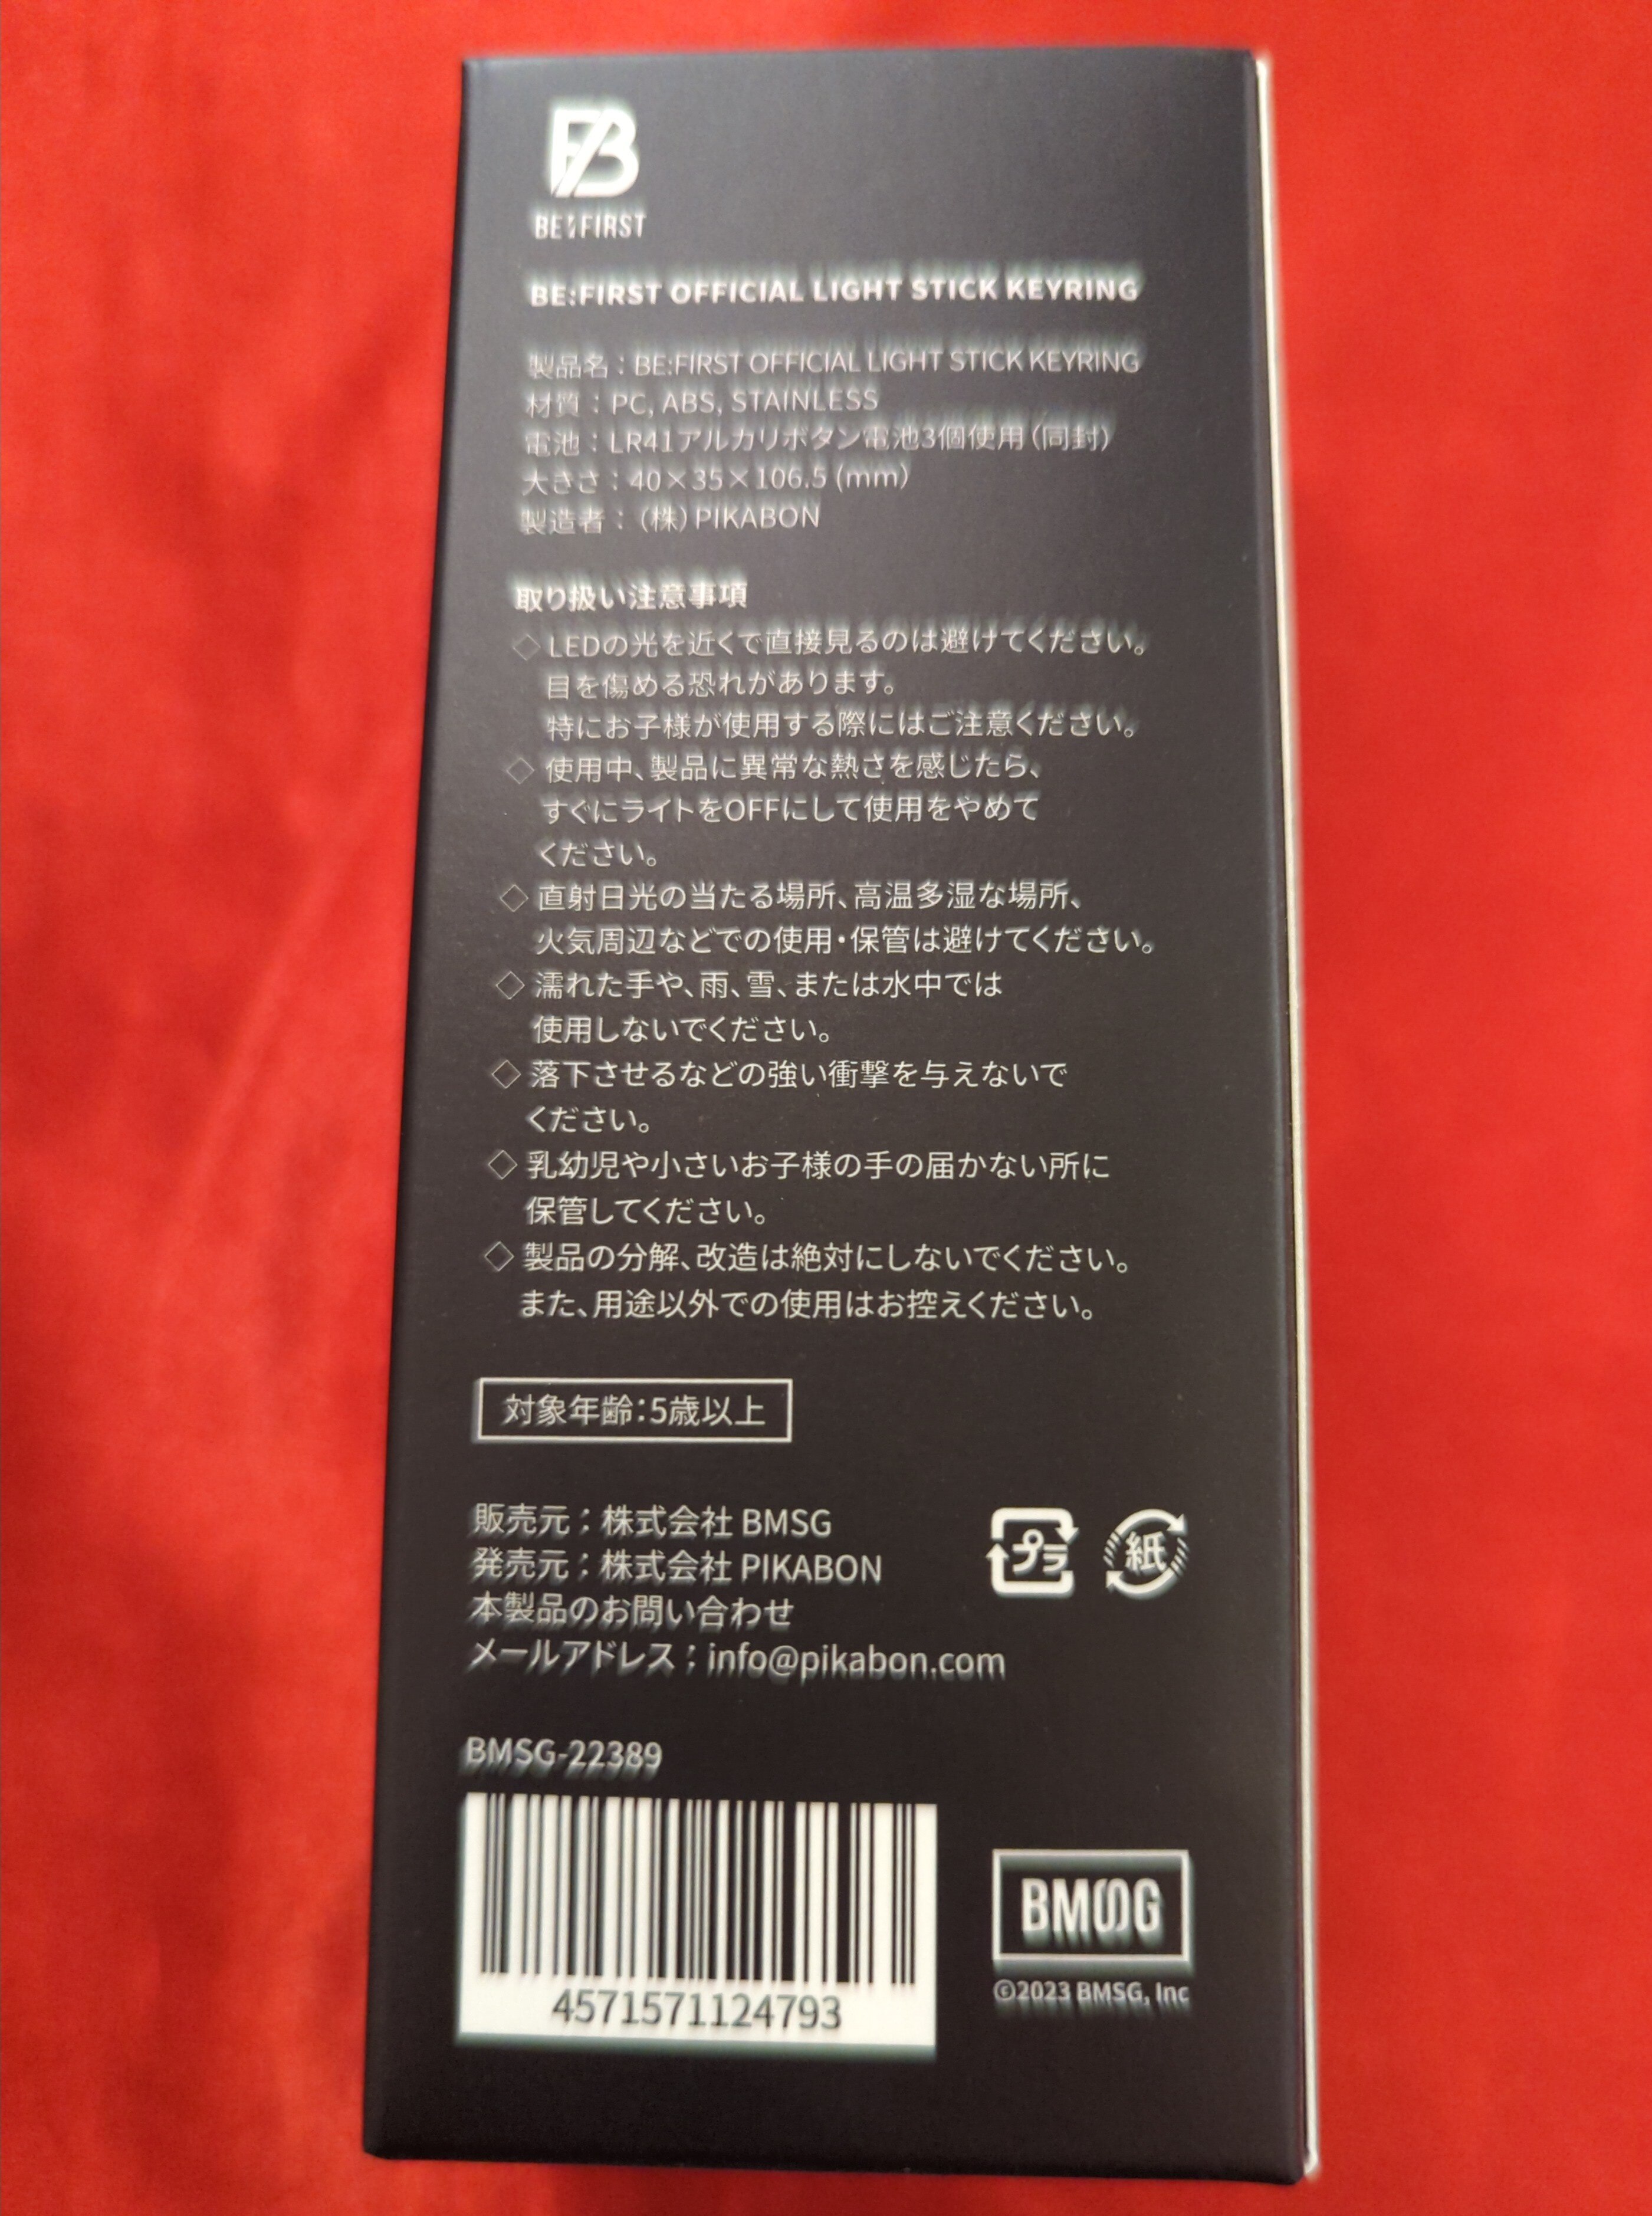 BE:FIRST
BE:FIRST OFFICIAL LIGHT STICK KEYRING
製品名：BE:FIRST OFFICIAL LIGHT STICK KEYRING
材質：PC, ABS, STAINLESS
電池：LR41アルカリボタン電池3個使用（同封）
大きさ：40×35×106.5 (mm)
製造者：（株）PIKABON
取り扱い注意事項
◇ LEDの光を近くで直接見るのは避けてください。
目を傷める恐れがあります。
特にお子様が使用する際にはご注意ください。
◇ 使用中、製品に異常な熱さを感じたら、
すぐにライトをOFFにして使用をやめて
ください。
◇ 直射日光の当たる場所、高温多湿な場所、
火気周辺などでの使用・保管は避けてください。
◇ 濡れた手や、雨、雪、または水中では
使用しないでください。
◇ 落下させるなどの強い衝撃を与えないで
ください。
◇ 乳幼児や小さいお子様の手の届かない所に
保管してください。
◇ 製品の分解、改造は絶対にしないでください。
また、用途以外での使用はお控えください。
対象年齢：5歳以上
販売元：株式会社 BMSG
発売元：株式会社 PIKABON
本製品のお問い合わせ
メールアドレス：info@pikabon.com
プラ 紙
BMSG-22389
4571571124793
BMSG
©2023 BMSG, Inc